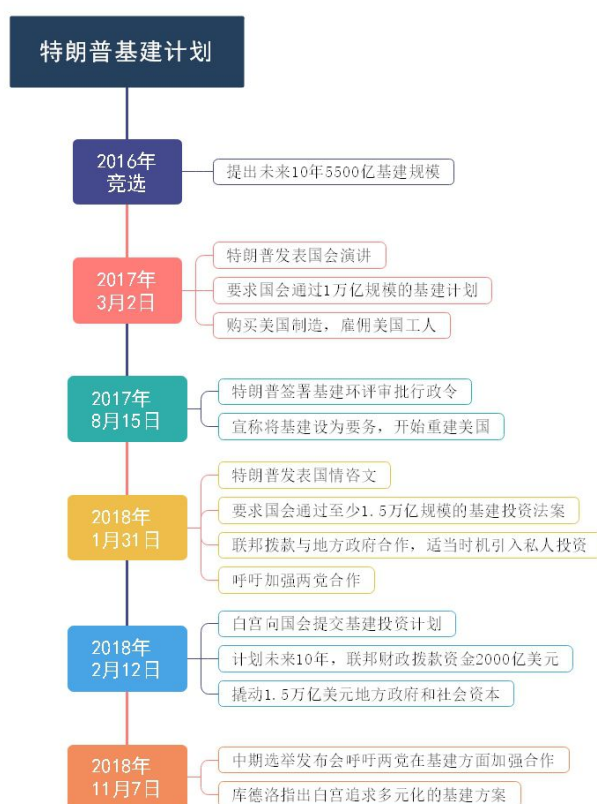 特朗普基建计划
2016年
竞选
提出未来10年5500亿基建规模
2017年
3月2日
特朗普发表国会演讲
要求国会通过1万亿规模的基建计划
购买美国制造，雇佣美国工人
2017年
8月15日
特朗普签署基建环评审批行政令
宣称将基建设为要务，开始重建美国
2018年
1月31日
特朗普发表国情咨文
要求国会通过至少1.5万亿规模的基建投资法案
联邦拨款与地方政府合作，适当时机引入私人投资
呼吁加强两党合作
2018年
2月12日
白宫向国会提交基建投资计划
计划未来10年，联邦财政拨款资金2000亿美元
撬动1.5万亿美元地方政府和社会资本
2018年
11月7日
中期选举发布会呼吁两党在基建方面加强合作
库德洛指出白宫追求多元化的基建方案